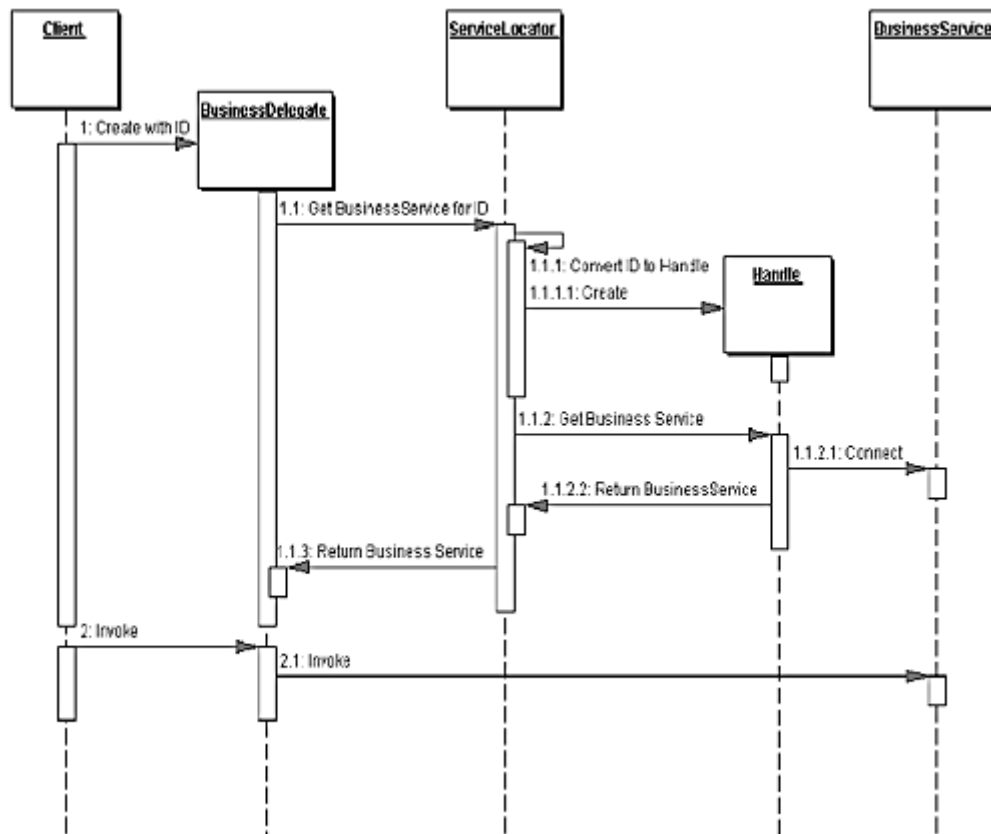 Client
ServiceLocator
BusinessService
BusinessDelegate
1: Create with ID
1.1: Get BusinessService for ID
1.1.1: Convert ID to Handle
Handle
1.1.1.1: Create
1.1.2: Get Business Service
1.1.2.1: Connect
1.1.2.2: Return BusinessService
1.1.3: Return Business Service
2: Invoke
2.1: Invoke